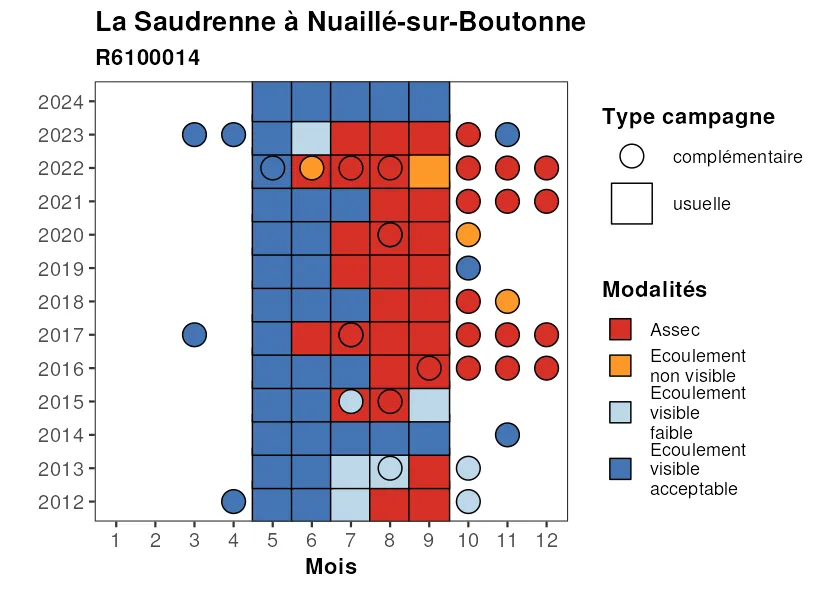 La Saudrenne à Nuaillé-sur-Boutonne
R6100014
2024
2023
2022
2021
2020
2019
2018
2017
2016
2015
2014
2013
2012
1 2 3 4 5 6 7 8 9 10 11 12
Mois
Type campagne
complémentaire
usuelle
Modalités
Assec
Ecoulement
non visible
Ecoulement
visible
faible
Ecoulement
visible
acceptable